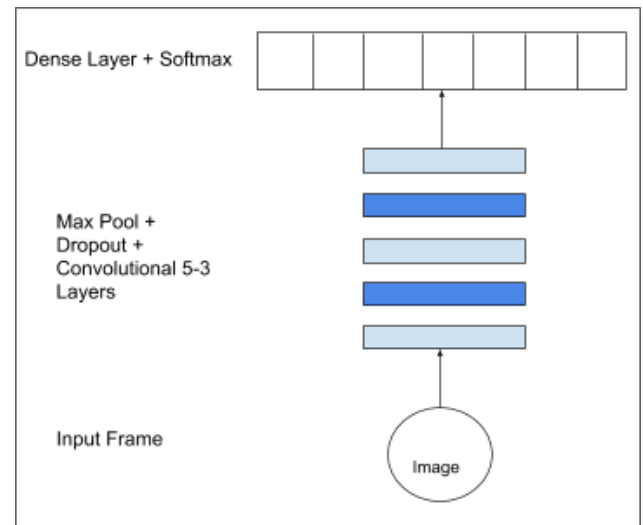 Dense Layer + Softmax
Max Pool +
Dropout +
Convolutional 5-3
Layers
Input Frame
Image